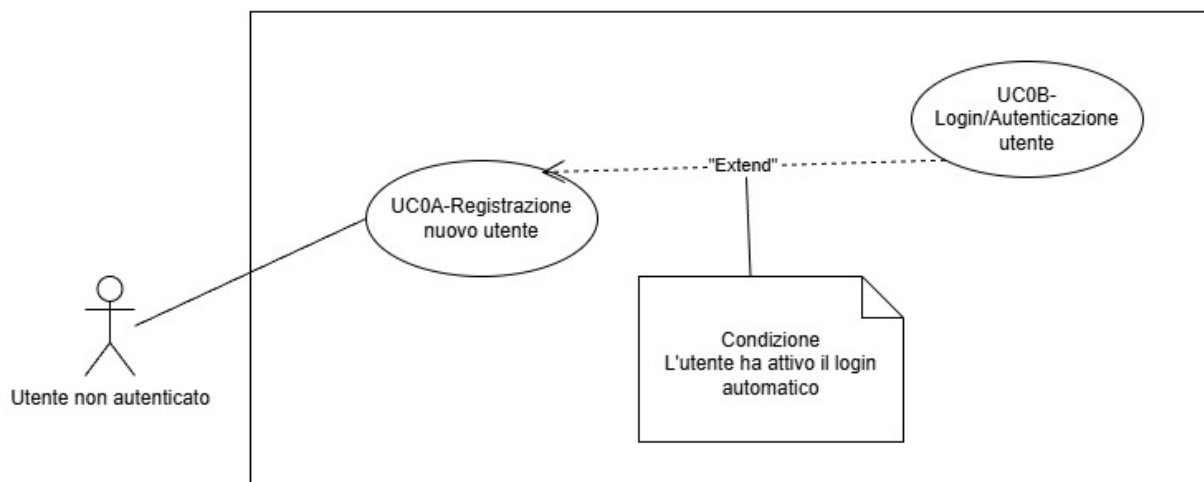 UC0B-
Login/Autenticazione
utente
"Extend"
UC0A-Registrazione
nuovo utente
Condizione
L'utente ha attivo il login
automatico
Utente non autenticato